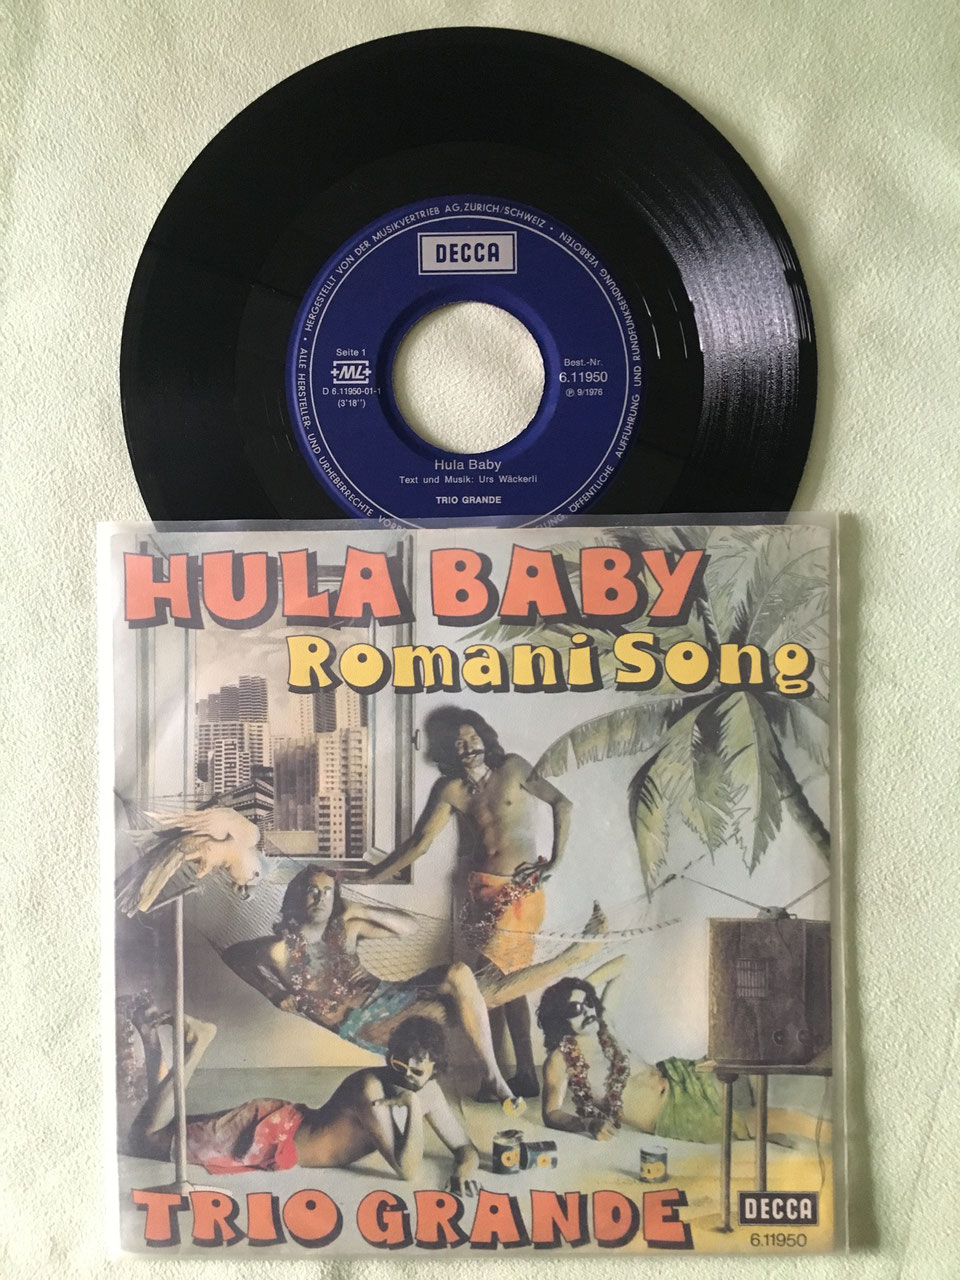 • HERGESTELLT VON DER MUSIKVERTRIEB AG, ZÜRICH/SCHWEIZ •
ALLE HERSTELLER- UND URHEBERRECHTE
ÖFFENTLICHE AUFFÜHRUNG UND RUNDFUNKSENDUNG VERBOTEN
DECCA
Seite 1
+ML+
D 6.11950-01-1
(3'18'')
Best.-Nr.
6.11950
℗ 9/1976
Hula Baby
Text und Musik: Urs Wäckerli
TRIO GRANDE
HULA BABY
Romani Song
TRIO GRANDE
DECCA
6.11950